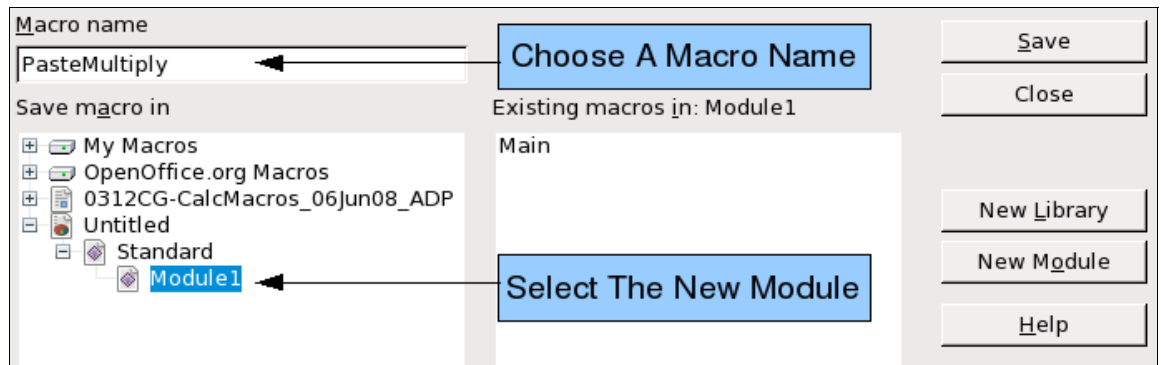 Macro name
PasteMultiply
Choose A Macro Name
Save
Close
Save macro in
Existing macros in: Module1
My Macros
OpenOffice.org Macros
0312CG-CalcMacros_06Jun08_ADP
Untitled
Standard
Module1
Main
Select The New Module
New Library
New Module
Help